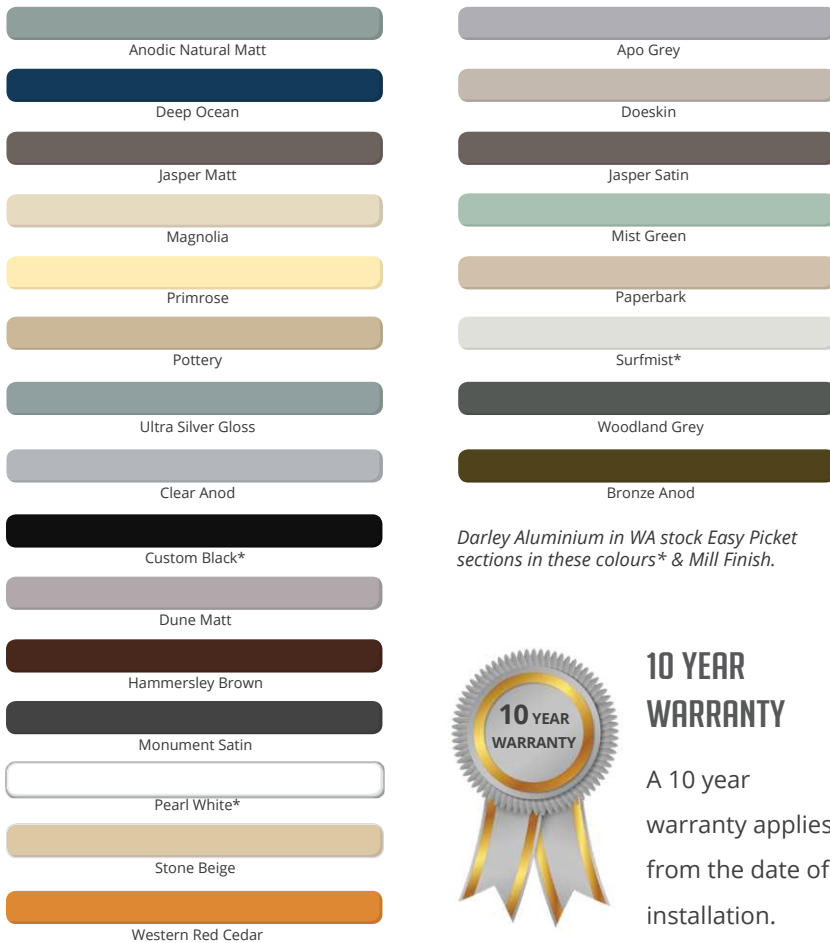 Anodic Natural Matt
Deep Ocean
Jasper Matt
Magnolia
Primrose
Pottery
Ultra Silver Gloss
Clear Anod
Custom Black*
Dune Matt
Hammersley Brown
Monument Satin
Pearl White*
Stone Beige
Western Red Cedar
Apo Grey
Doeskin
Jasper Satin
Mist Green
Paperbark
Surfmist*
Woodland Grey
Bronze Anod
Darley Aluminium in WA stock Easy Picket
sections in these colours* & Mill Finish.
10 YEAR
WARRANTY
10 YEAR
WARRANTY
A 10 year
warranty applies
from the date of
installation.